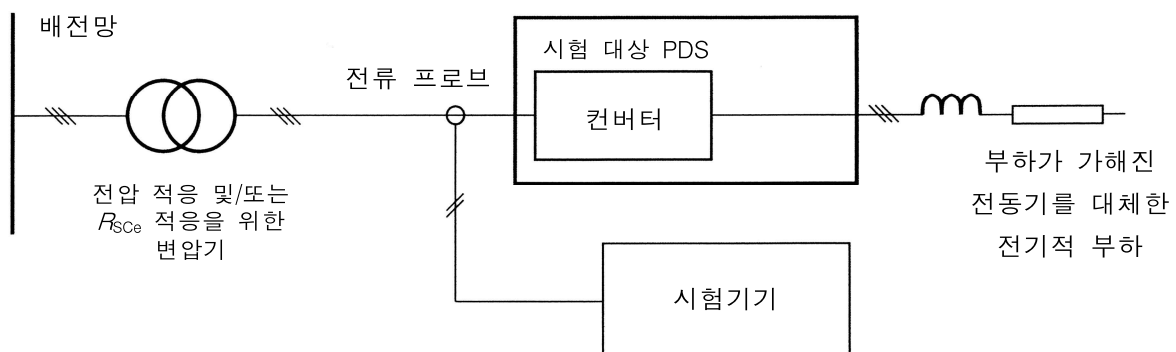 배전망
전압 적응 및/또는
RSCe 적응을 위한
변압기
전류 프로브
시험 대상 PDS
컨버터
시험기기
부하가 가해진
전동기를 대체한
전기적 부하